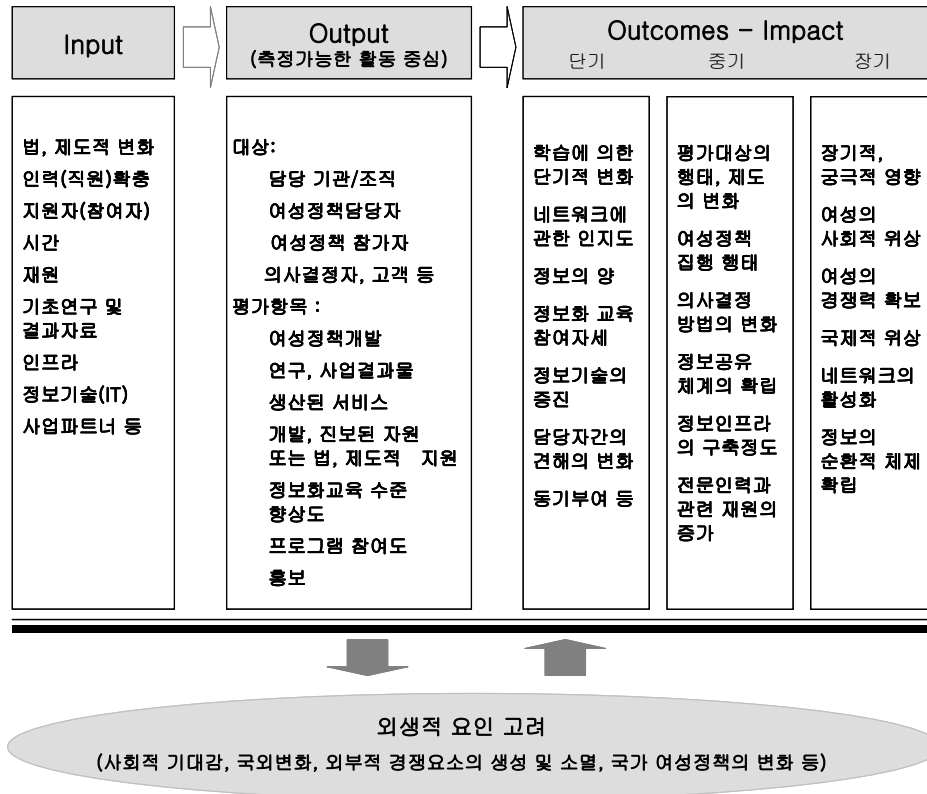 Input
Output
(측정가능한 활동 중심)
Outcomes - Impact
단기 중기 장기
법, 제도적 변화
인력(직원)확충
지원자(참여자)
시간
재원
기초연구 및
결과자료
인프라
정보기술(IT)
사업파트너 등
대상:
담당 기관/조직
여성정책담당자
여성정책 참가자
의사결정자, 고객 등
평가항목 :
여성정책개발
연구, 사업결과물
생산된 서비스
개발, 진보된 자원
또는 법, 제도적 지원
정보화교육 수준
향상도
프로그램 참여도
홍보
학습에 의한
단기적 변화
네트워크에
관한 인지도
정보의 양
정보화 교육
참여자세
정보기술의
증진
담당자간의
견해의 변화
동기부여 등
평가대상의
행태, 제도
의 변화
여성정책
집행 행태
의사결정
방법의 변화
정보공유
체계의 확립
정보인프라
의 구축정도
전문인력과
관련 재원의
증가
장기적,
궁극적 영향
여성의
사회적 위상
여성의
경쟁력 확보
국제적 위상
네트워크의
활성화
정보의
순환적 체제
확립
외생적 요인 고려
(사회적 기대감, 국외변화, 외부적 경쟁요소의 생성 및 소멸, 국가 여성정책의 변화 등)